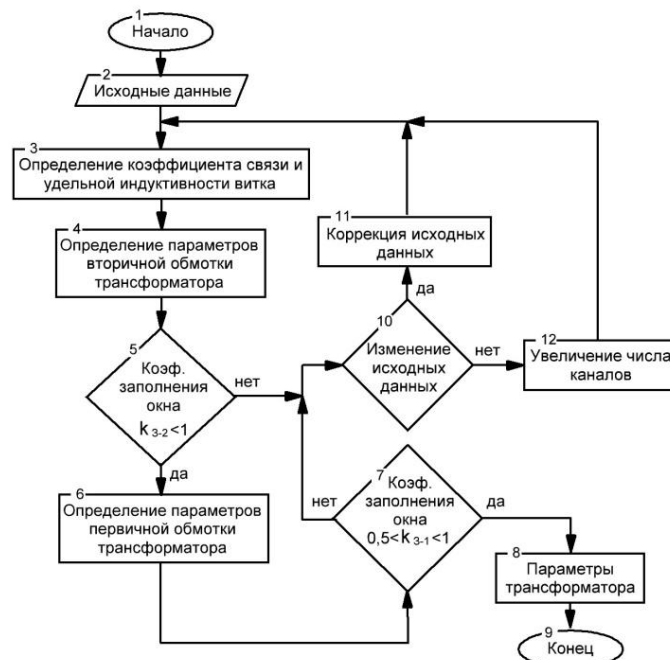 1
Начало
2
Исходные данные
3
Определение коэффициента связи и
удельной индуктивности витка
4
Определение параметров
вторичной обмотки
трансформатора
5
Коэф.
заполнения
окна
k 3-2<1
нет
да
6
Определение параметров
первичной обмотки
трансформатора
7
Коэф.
заполнения
окна
0,5<k 3-1<1
нет
да
8
Параметры
трансформатора
9
Конец
10
Изменение
исходных
данных
да
нет
11
Коррекция исходных
данных
12
Увеличение числа
каналов